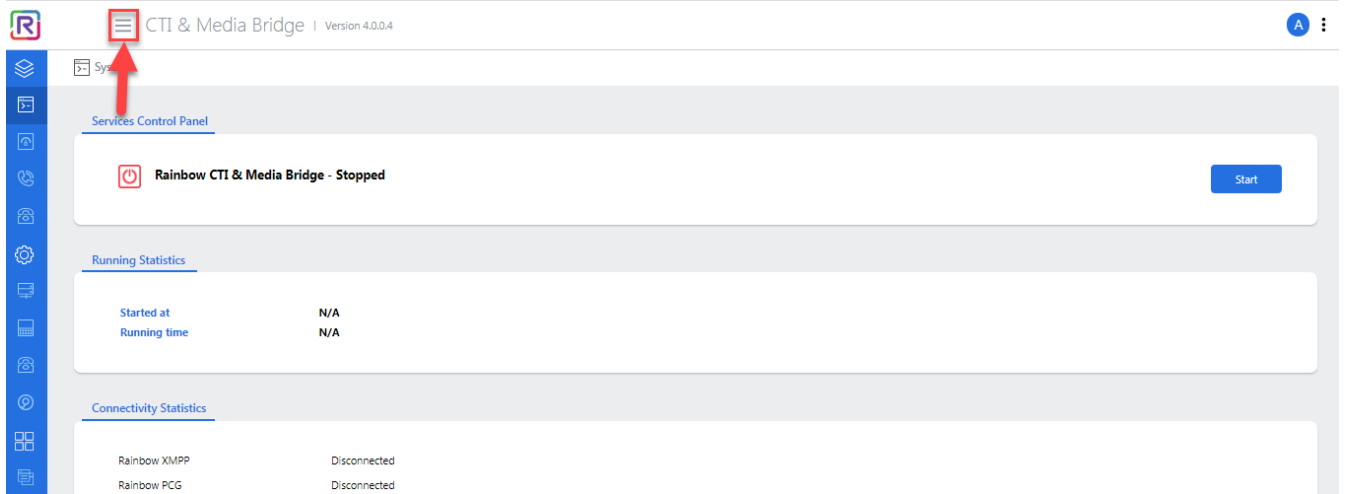 R
CTI & Media Bridge | Version 4.0.0.4
A
Services Control Panel
Rainbow CTI & Media Bridge - Stopped
Start
Running Statistics
Started at N/A
Running time N/A
Connectivity Statistics
Rainbow XMPP Disconnected
Rainbow PCG Disconnected